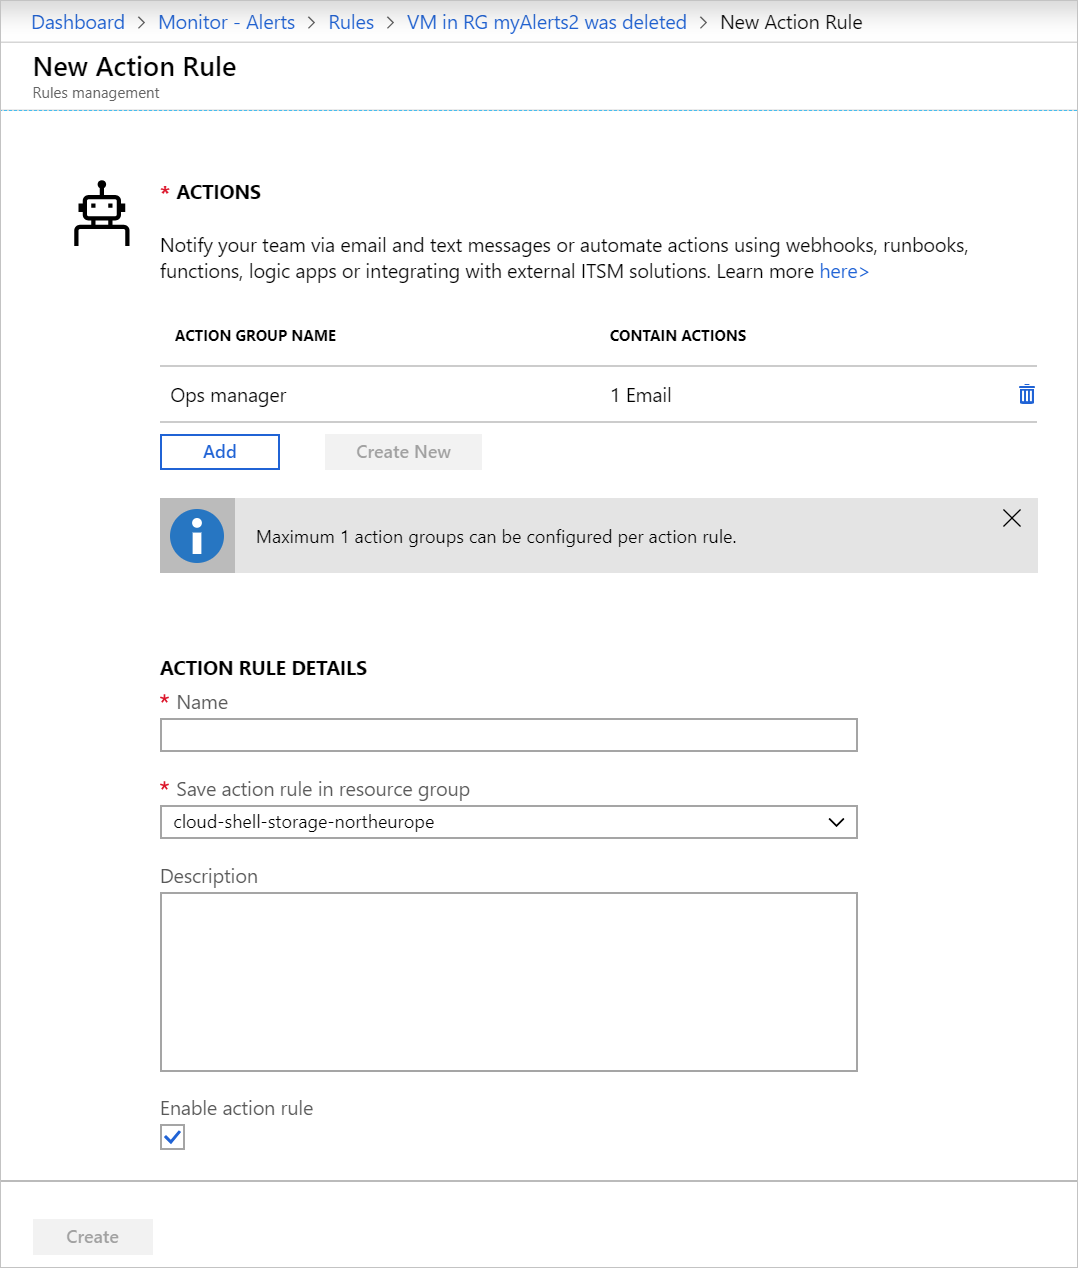 Dashboard > Monitor - Alerts > Rules > VM in RG myAlerts2 was deleted > New Action Rule
New Action Rule
Rules management
* ACTIONS
Notify your team via email and text messages or automate actions using webhooks, runbooks,
functions, logic apps or integrating with external ITSM solutions. Learn more here>
ACTION GROUP NAME CONTAIN ACTIONS
Ops manager 1 Email
Add Create New
Maximum 1 action groups can be configured per action rule.
ACTION RULE DETAILS
* Name
* Save action rule in resource group
cloud-shell-storage-northeurope
Description
Enable action rule
Create